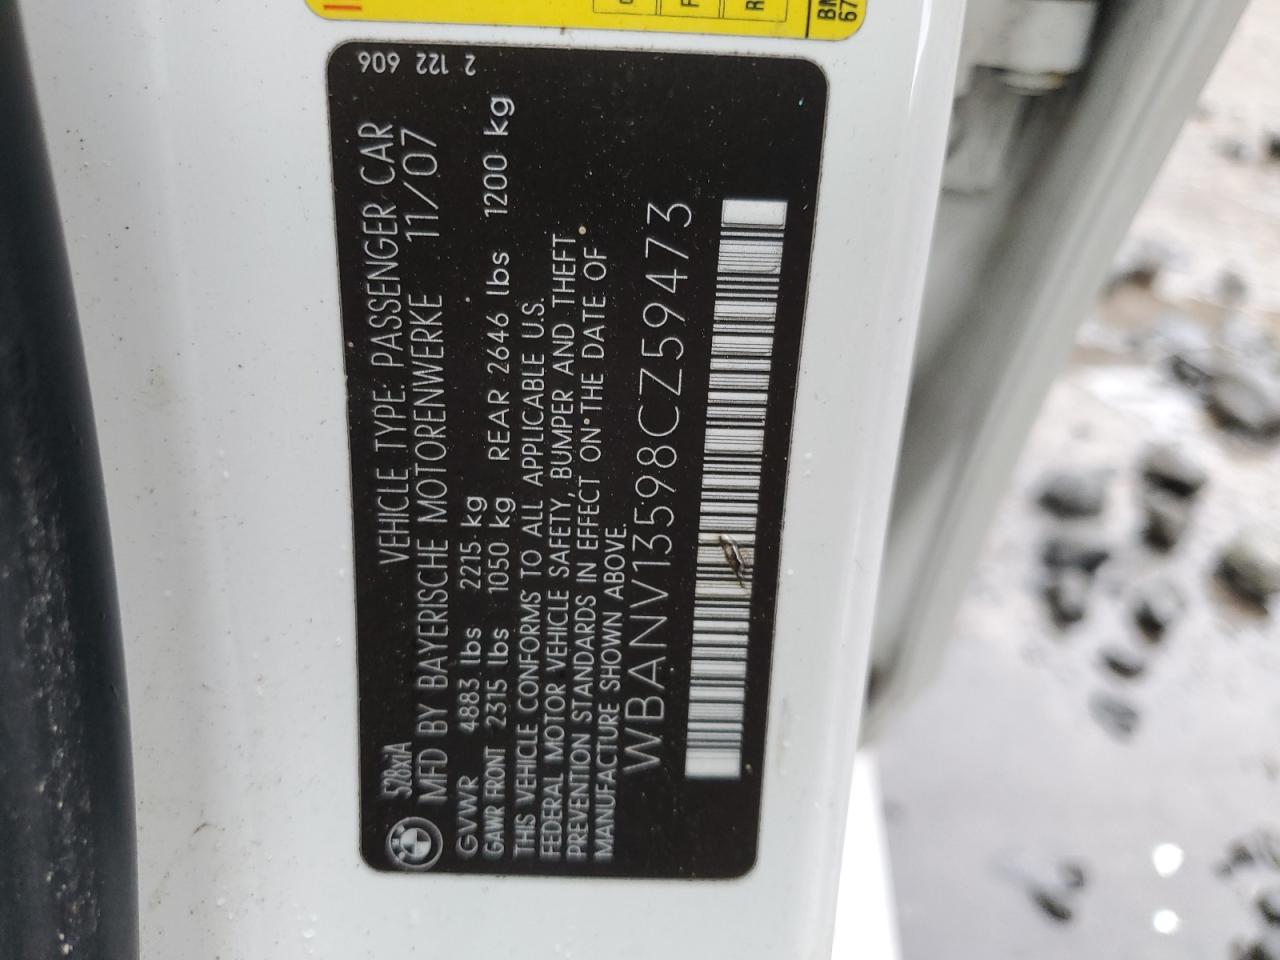 528xiA VEHICLE TYPE: PASSENGER CAR
MFD BY BAYERISCHE MOTORENWERKE 11/07
GVWR 4883 lbs 2215 kg
GAWR FRONT 2315 lbs 1050 kg REAR 2646 lbs 1200 kg
THIS VEHICLE CONFORMS TO ALL APPLICABLE U.S.
FEDERAL MOTOR VEHICLE SAFETY, BUMPER AND THEFT
PREVENTION STANDARDS IN EFFECT ON THE DATE OF
MANUFACTURE SHOWN ABOVE.
WBANV13598CZ59473
2 122 606